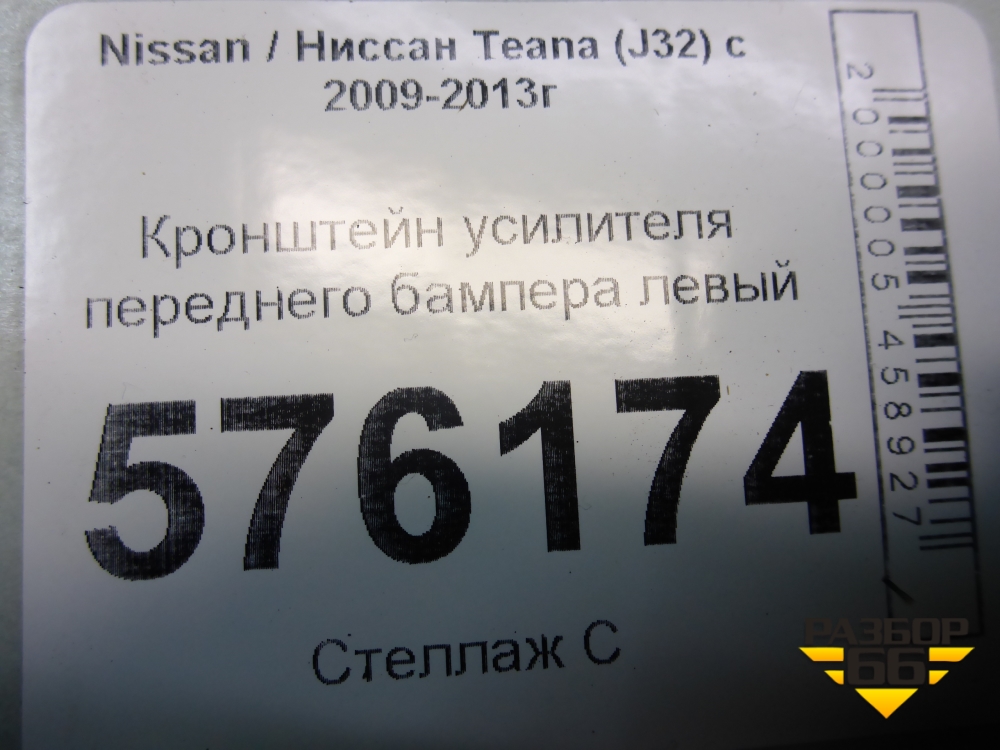 Nissan / Ниссан Teana (J32) с
2009-2013г
Кронштейн усилителя
переднего бампера левый
576174
Стеллаж С
2000005458927
РАЗБОР
66